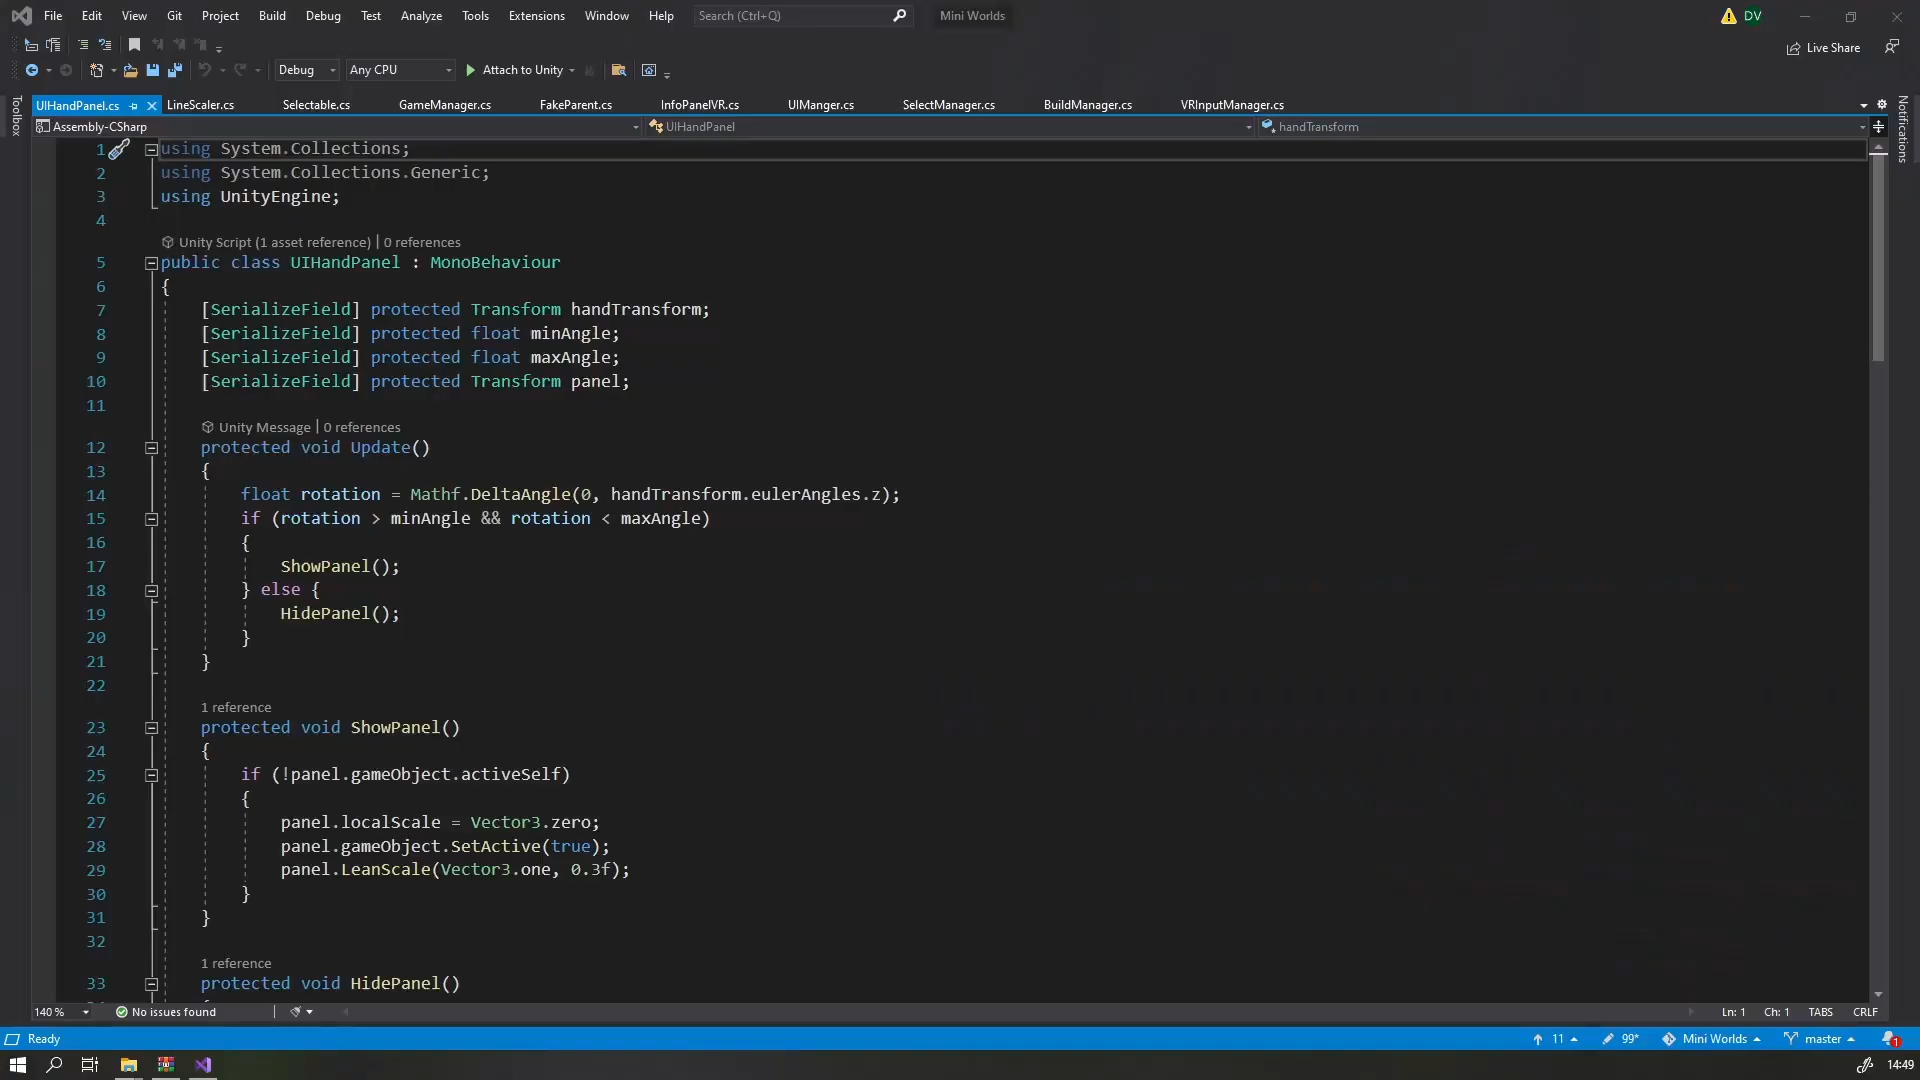 File Edit View Git Project Build Debug Test Analyze Tools Extensions Window Help Search (Ctrl+Q) Mini Worlds DV
Live Share
Debug Any CPU Attach to Unity
Toolbox
UIHandPanel.cs LineScaler.cs Selectable.cs GameManager.cs FakeParent.cs InfoPanelVR.cs UIManger.cs SelectManager.cs BuildManager.cs VRInputManager.cs
Notifications
Assembly-CSharp UIHandPanel handTransform
1 using System.Collections;
2 using System.Collections.Generic;
3 using UnityEngine;
4
Unity Script (1 asset reference) | 0 references
5 public class UIHandPanel : MonoBehaviour
6 {
7 [SerializeField] protected Transform handTransform;
8 [SerializeField] protected float minAngle;
9 [SerializeField] protected float maxAngle;
10 [SerializeField] protected Transform panel;
11
Unity Message | 0 references
12 protected void Update()
13 {
14 float rotation = Mathf.DeltaAngle(0, handTransform.eulerAngles.z);
15 if (rotation > minAngle && rotation < maxAngle)
16 {
17 ShowPanel();
18 } else {
19 HidePanel();
20 }
21 }
22
1 reference
23 protected void ShowPanel()
24 {
25 if (!panel.gameObject.activeSelf)
26 {
27 panel.localScale = Vector3.zero;
28 panel.gameObject.SetActive(true);
29 panel.LeanScale(Vector3.one, 0.3f);
30 }
31 }
32
1 reference
33 protected void HidePanel()
140 % No issues found Ln: 1 Ch: 1 TABS CRLF
Ready 11 99* Mini Worlds master 1
14:49